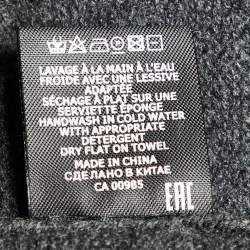 LAVAGE À LA MAIN À L'EAU
FROIDE AVEC UNE LESSIVE
ADAPTÉE
SÉCHAGE À PLAT SUR UNE
SERVIETTE ÉPONGE
HANDWASH IN COLD WATER
WITH APPROPRIATE
DETERGENT
DRY FLAT ON TOWEL
MADE IN CHINA
СДЕЛАНО В КИТАЕ
CA 00985
EAC